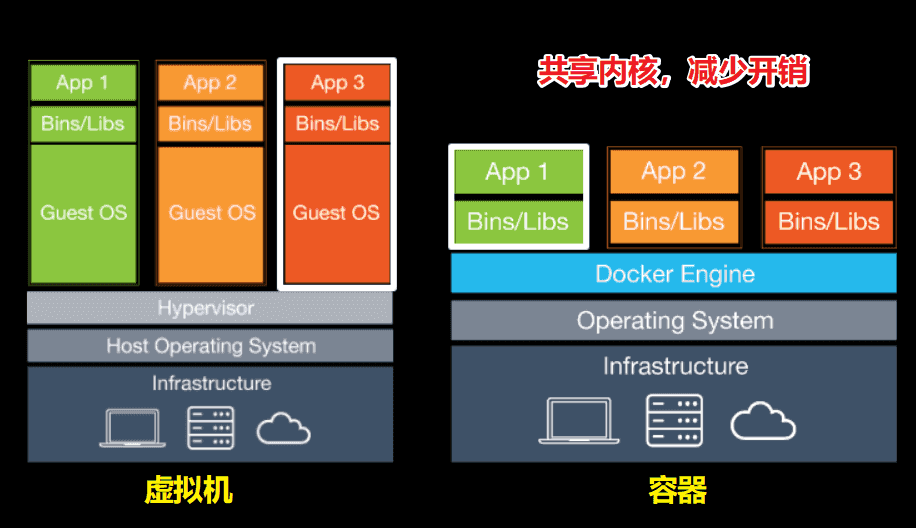 共享内核，减少开销
App 1
App 2
App 3
Bins/Libs
Bins/Libs
Bins/Libs
Guest OS
Guest OS
Guest OS
Hypervisor
Host Operating System
Infrastructure
虚拟机
App 1
App 2
App 3
Bins/Libs
Bins/Libs
Bins/Libs
Docker Engine
Operating System
Infrastructure
容器